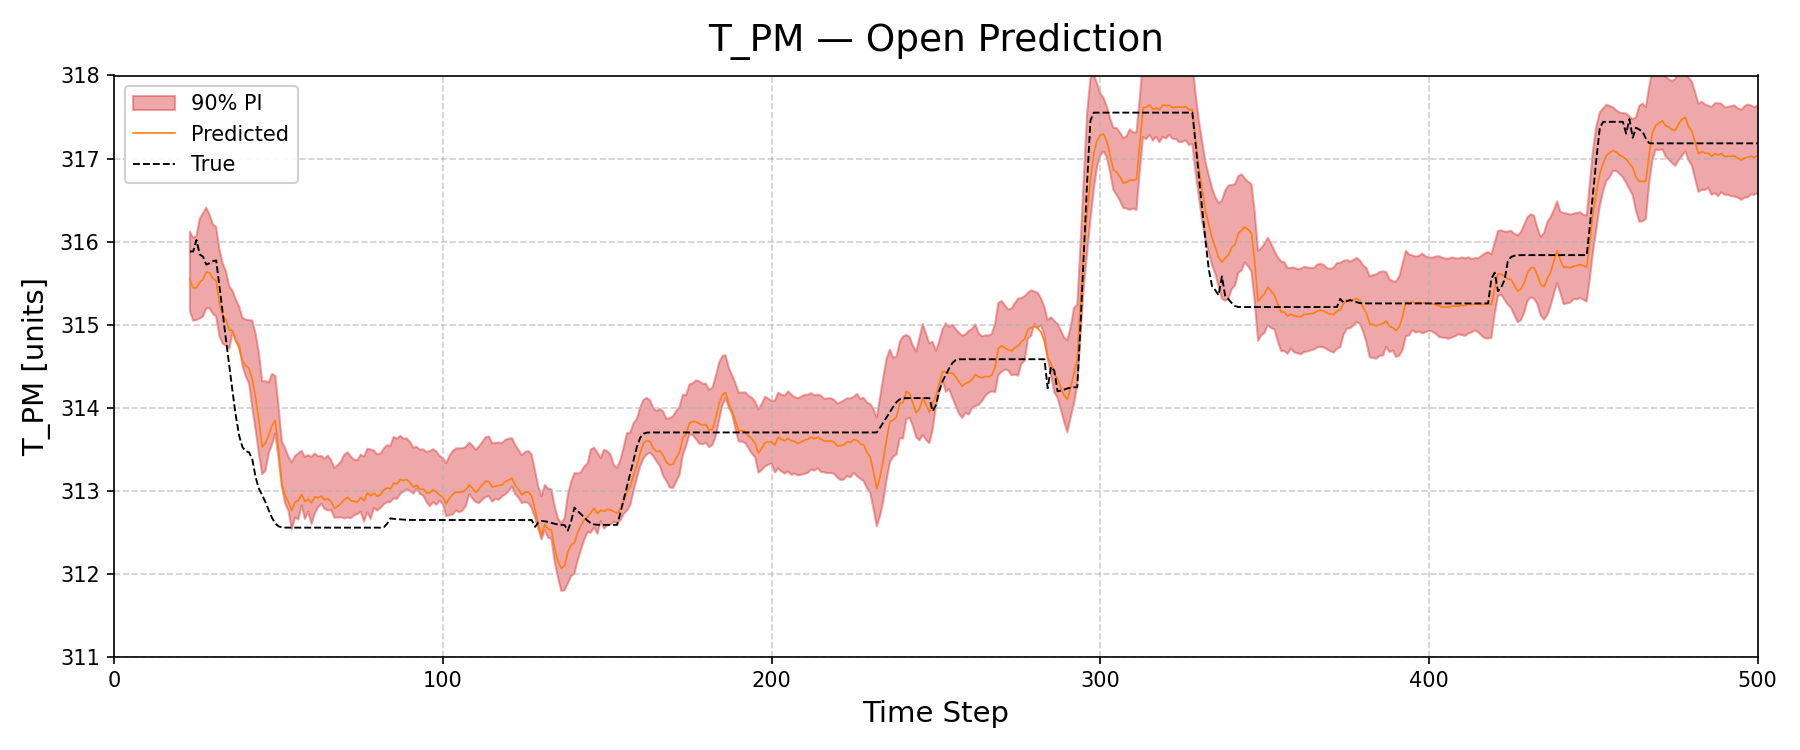 T_PM — Open Prediction
318
317
316
315
314
313
312
311
T_PM [units]
90% PI
Predicted
True
0 100 200 300 400 500
Time Step